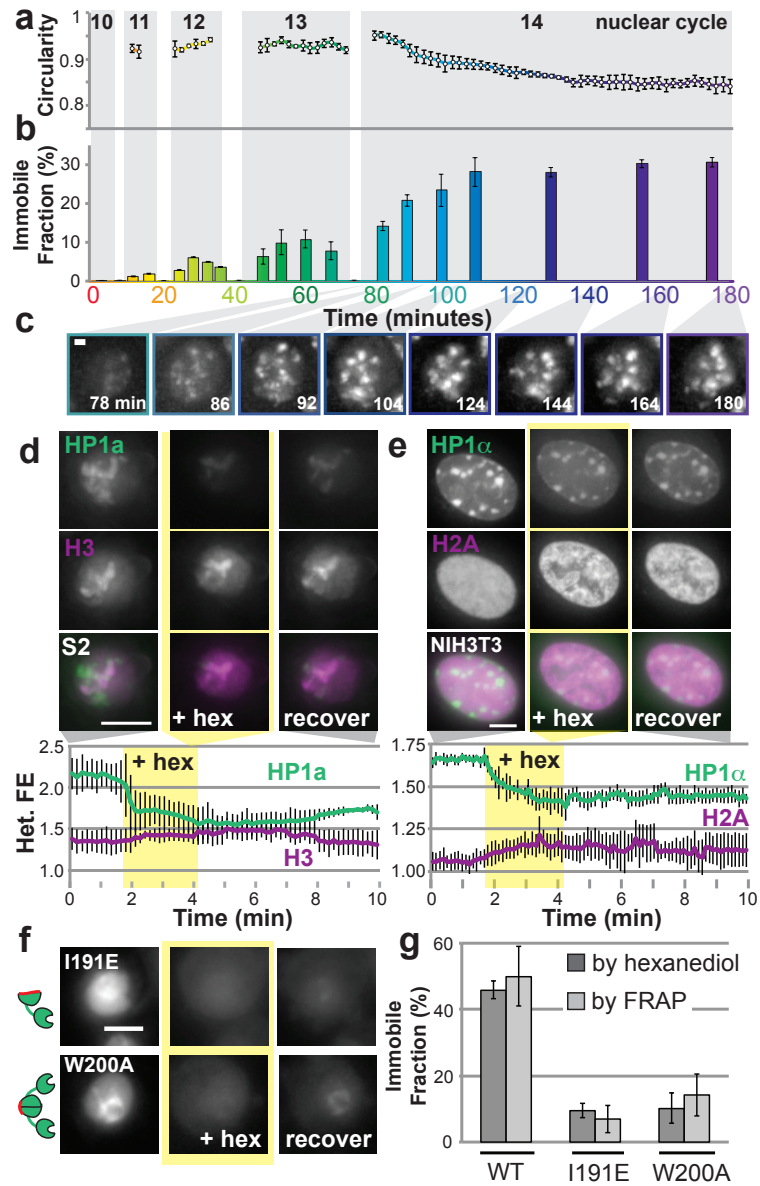 a
10 11 12 13 14 nuclear cycle
Circularity
1
0.9
0.8
b
Immobile
Fraction (%)
30
20
10
0
0 20 40 60 80 100 120 140 160 180
Time (minutes)
c
78 min 86 92 104 124 144 164 180
d
HP1a
H3
S2
+ hex
recover
e
HP1α
H2A
NIH3T3
+ hex
recover
Het. FE
2.5
2.0
1.5
1.0
+ hex
HP1a
H3
0 2 4 6 8 10
Time (min)
1.75
1.50
1.25
1.00
+ hex
HP1α
H2A
0 2 4 6 8 10
Time (min)
f
I191E
W200A
+ hex
recover
g
Immobile
Fraction (%)
60
40
20
0
by hexanediol
by FRAP
WT I191E W200A